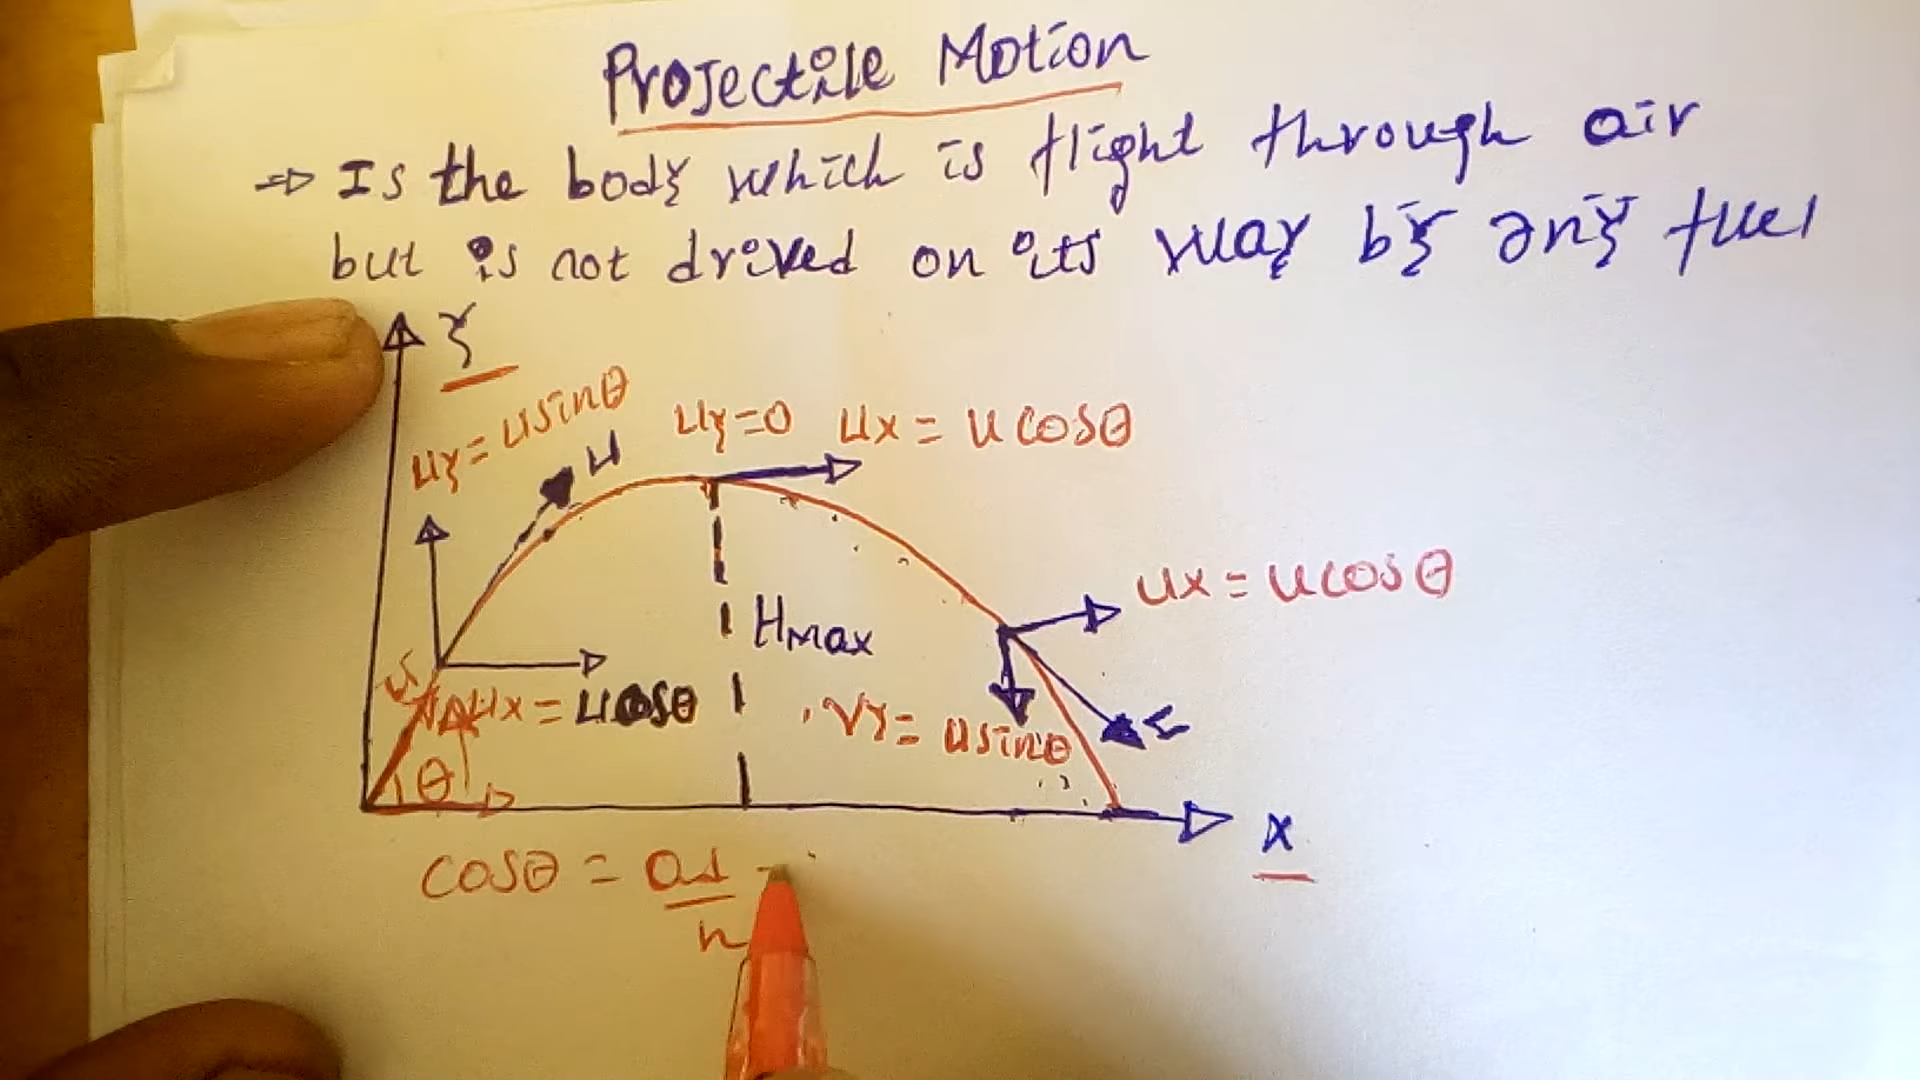 Projectile Motion
⇒ Is the body which is flight through air
but is not drived on its way by any fuel
y
uy = usinθ
u
uy=0 ux = u cosθ
ux = ucosθ
Hmax
ux = ucosθ
Vy = usinθ
θ
x
cosθ =
h